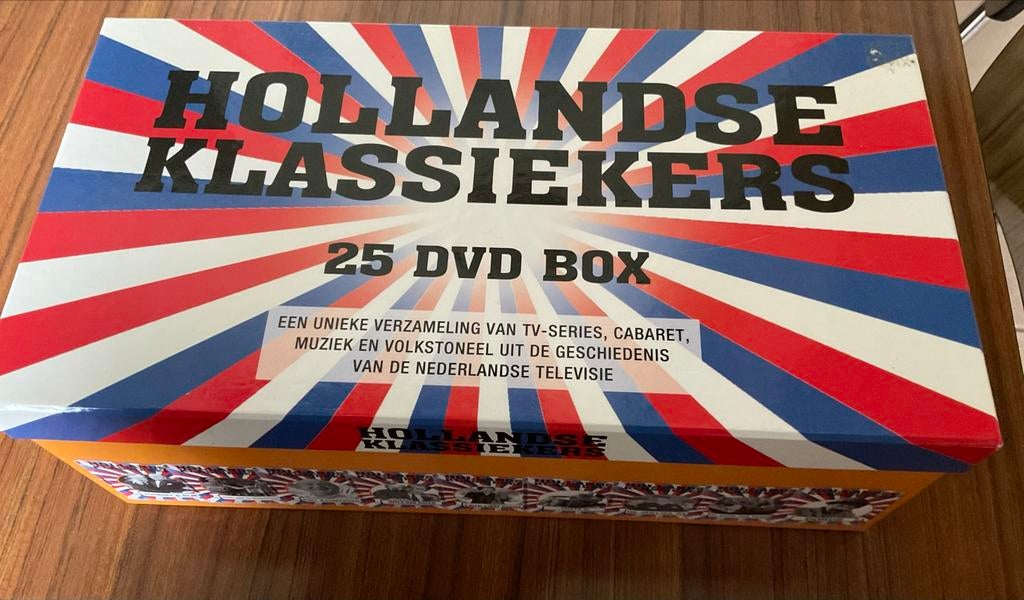 HOLLANDSE
KLASSIEKERS
25 DVD BOX
EEN UNIEKE VERZAMELING VAN TV-SERIES, CABARET,
MUZIEK EN VOLKSTONEEL UIT DE GESCHIEDENIS
VAN DE NEDERLANDSE TELEVISIE
HOLLANDSE
KLASSIEKERS